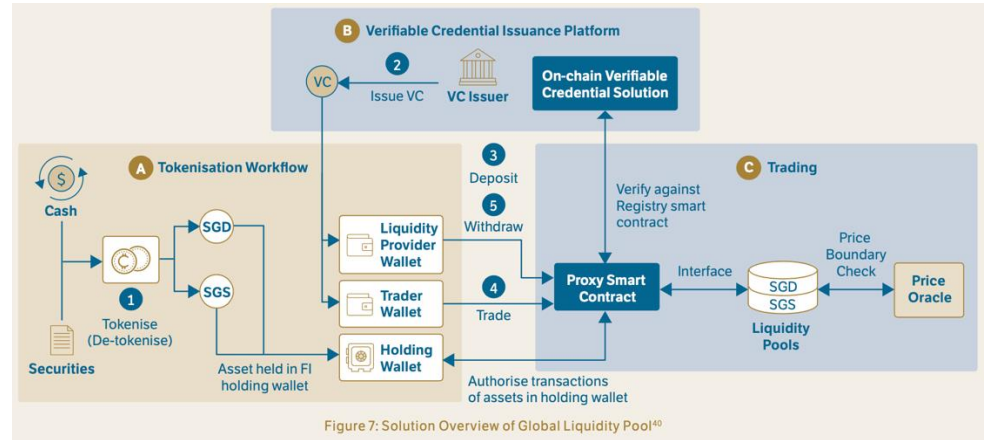 B Verifiable Credential Issuance Platform
VC
2
Issue VC
VC Issuer
On-chain Verifiable
Credential Solution
A Tokenisation Workflow
$
Cash
Securities
1
Tokenise
(De-tokenise)
SGD
SGS
Asset held in FI
holding wallet
Liquidity
Provider
Wallet
Trader
Wallet
Holding
Wallet
3
Deposit
5
Withdraw
4
Trade
Authorise transactions
of assets in holding wallet
C Trading
Verify against
Registry smart
contract
Proxy Smart
Contract
Interface
SGD
SGS
Liquidity
Pools
Price
Boundary
Check
Price
Oracle
Figure 7: Solution Overview of Global Liquidity Pool⁴⁰